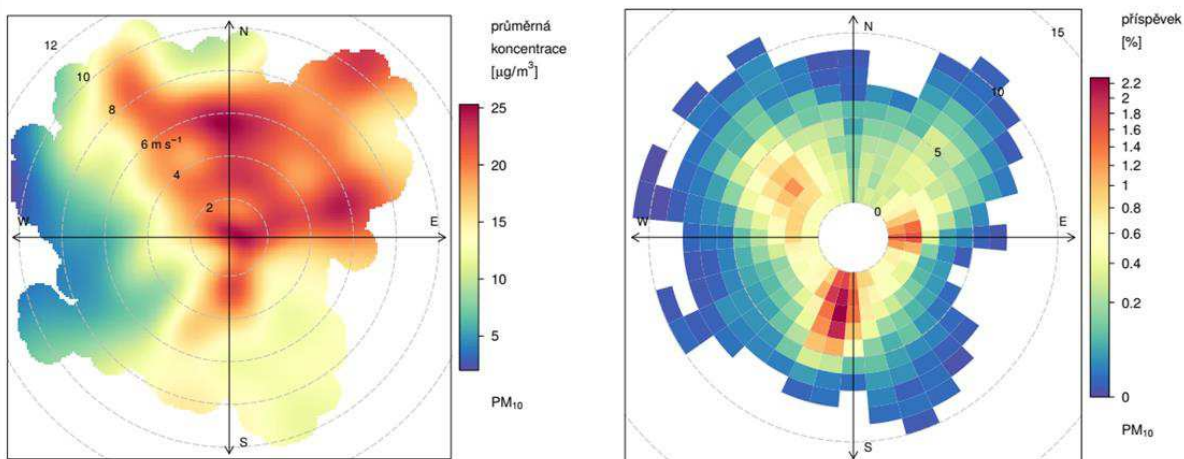 12
10
8
6 m s⁻¹
4
2
N
W
E
S
průměrná
koncentrace
[µg/m³]
25
20
15
10
5
PM₁₀
15
10
5
0
N
W
E
S
příspěvek
[%]
2.2
2
1.8
1.6
1.4
1.2
1
0.8
0.6
0.4
0.2
0
PM₁₀